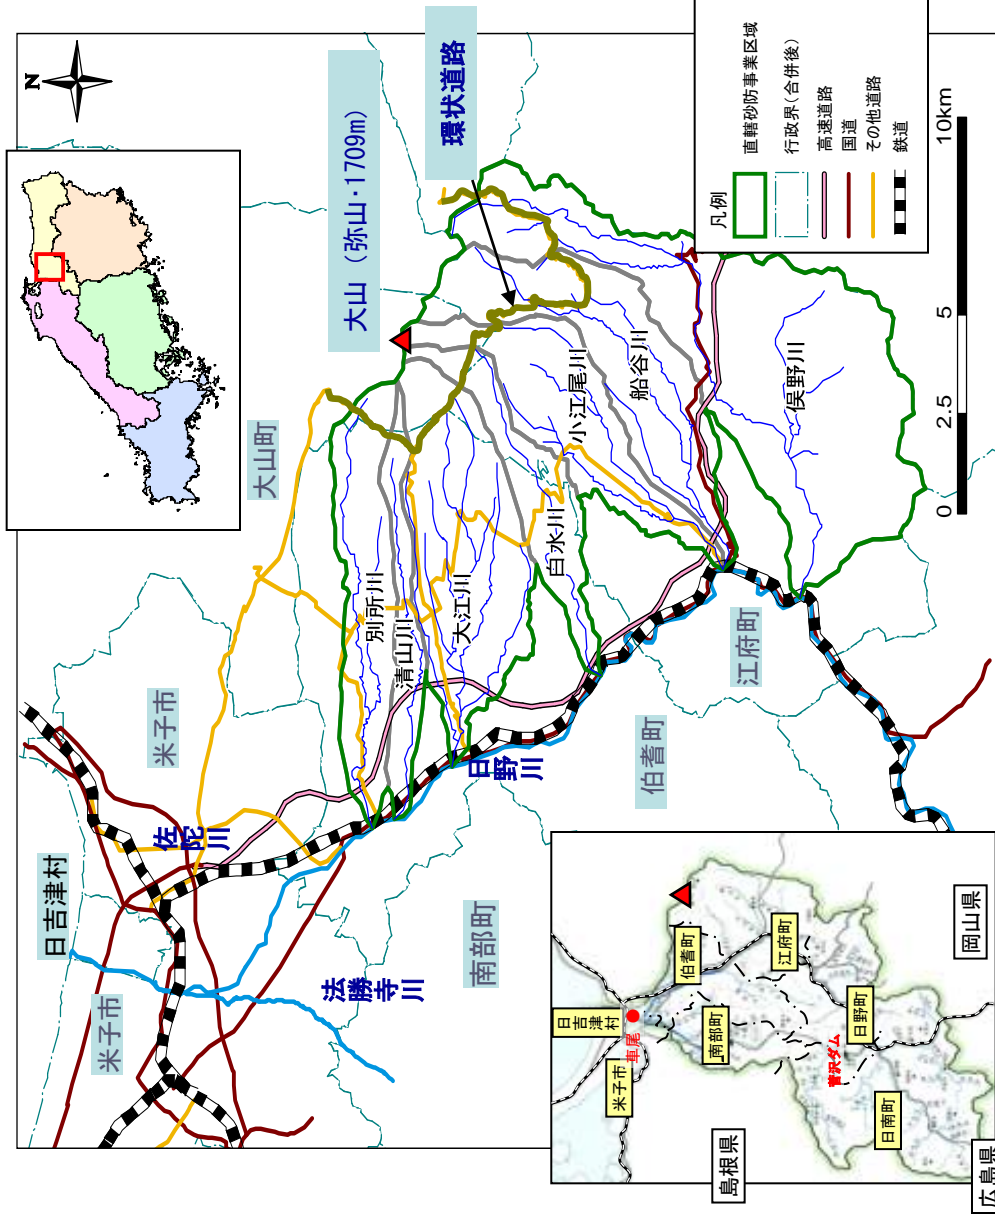 N
大山 (弥山・1709m)
環状道路
大山町
米子市
日吉津村
米子市
佐陀川
法勝寺川
南部町
日野川
伯耆町
江府町
別所川
清山川
大江川
白水川
小江尾川
船谷川
俣野川
凡例
直轄砂防事業区域
行政界(合併後)
高速道路
国道
その他道路
鉄道
0 2.5 5 10km
日吉津村
米子市
車尾
伯耆町
南部町
江府町
日野町
菅沢ダム
日南町
島根県
岡山県
広島県